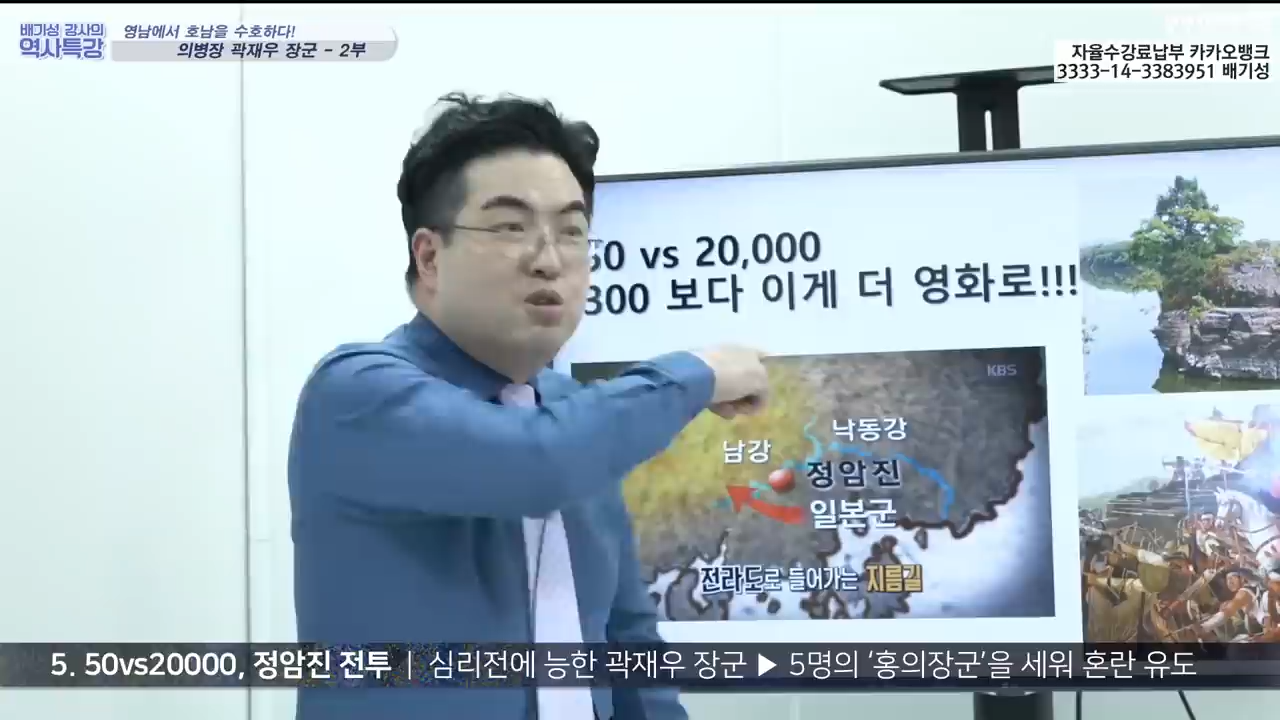 배기성 강사의
역사특강
영남에서 호남을 수호하다!
의병장 곽재우 장군 - 2부
자율수강료납부 카카오뱅크
3333-14-3383951 배기성
50 vs 20,000
300 보다 이게 더 영화로!!!
KBS
낙동강
남강
정암진
일본군
전라도로 들어가는 지름길
5. 50vs20000, 정암진 전투 | 심리전에 능한 곽재우 장군 ▶ 5명의 ‘홍의장군’을 세워 혼란 유도